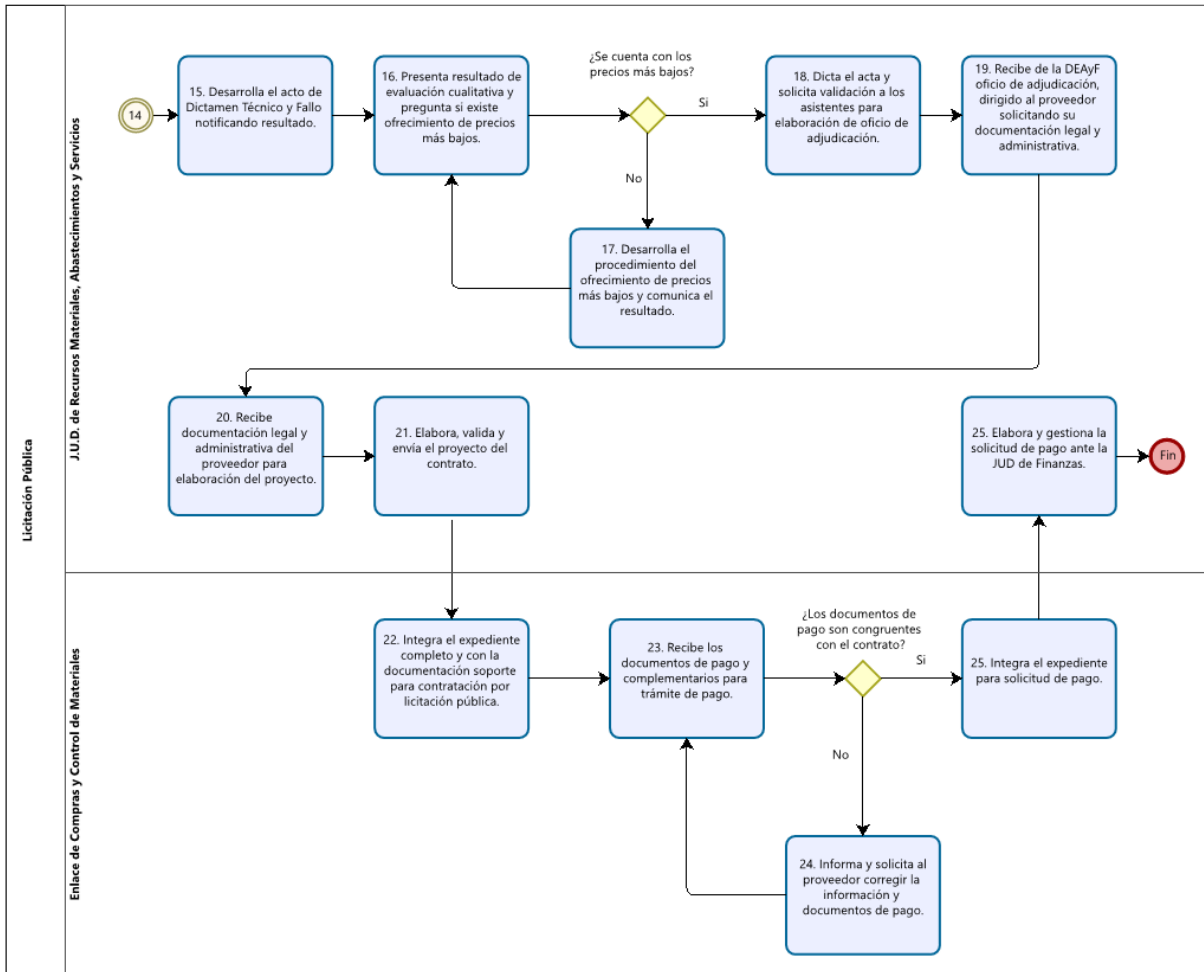 Licitación Pública
J.U.D. de Recursos Materiales, Abastecimientos y Servicios
14
15. Desarrolla el acto de
Dictamen Técnico y Fallo
notificando resultado.
16. Presenta resultado de
evaluación cualitativa y
pregunta si existe
ofrecimiento de precios
más bajos.
¿Se cuenta con los
precios más bajos?
Si
No
17. Desarrolla el
procedimiento del
ofrecimiento de precios
más bajos y comunica el
resultado.
18. Dicta el acta y
solicita validación a los
asistentes para
elaboración de oficio de
adjudicación.
19. Recibe de la DEAyF
oficio de adjudicación,
dirigido al proveedor
solicitando su
documentación legal y
administrativa.
20. Recibe
documentación legal y
administrativa del
proveedor para
elaboración del proyecto.
21. Elabora, valida y
envía el proyecto del
contrato.
25. Elabora y gestiona la
solicitud de pago ante la
JUD de Finanzas.
Fin
Enlace de Compras y Control de Materiales
22. Integra el expediente
completo y con la
documentación soporte
para contratación por
licitación pública.
23. Recibe los
documentos de pago y
complementarios para
trámite de pago.
¿Los documentos de
pago son congruentes
con el contrato?
Si
No
24. Informa y solicita al
proveedor corregir la
información y
documentos de pago.
25. Integra el expediente
para solicitud de pago.